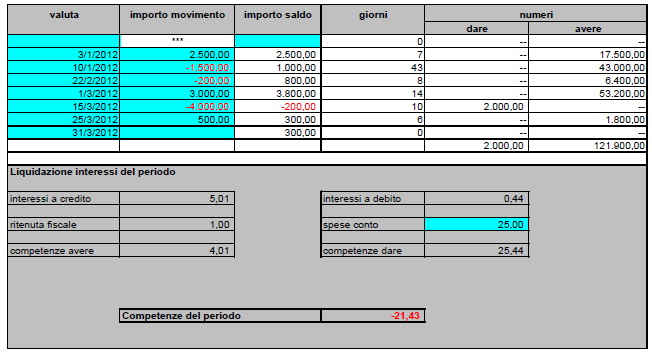 valuta importo movimento importo saldo giorni numeri
dare avere
*** 0 -- --
3/1/2012 2.500,00 2.500,00 7 -- 17.500,00
10/1/2012 -1.500,00 1.000,00 43 -- 43.000,00
22/2/2012 -200,00 800,00 8 -- 6.400,00
1/3/2012 3.000,00 3.800,00 14 -- 53.200,00
15/3/2012 -4.000,00 -200,00 10 2.000,00 --
25/3/2012 500,00 300,00 6 -- 1.800,00
31/3/2012 300,00 0 -- --
2.000,00 121.900,00
Liquidazione interessi del periodo
interessi a credito 5,01 interessi a debito 0,44
ritenuta fiscale 1,00 spese conto 25,00
competenze avere 4,01 competenze dare 25,44
Competenze del periodo -21,43